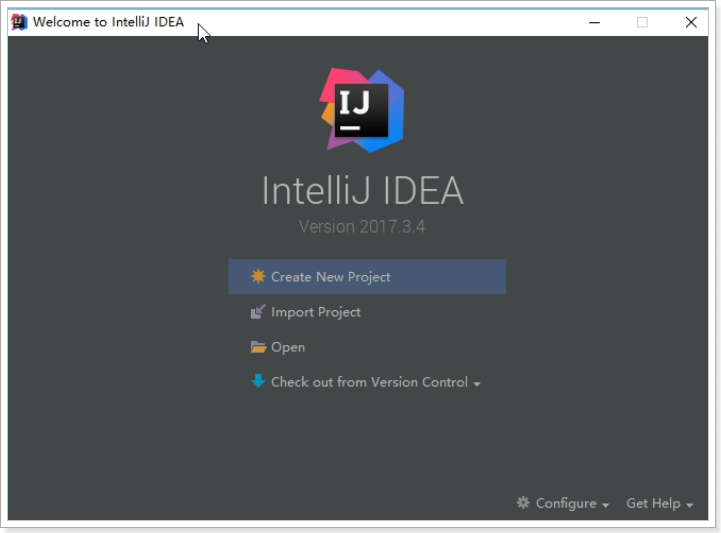 Welcome to IntelliJ IDEA
IJ
IntelliJ IDEA
Version 2017.3.4
Create New Project
Import Project
Open
Check out from Version Control
Configure
Get Help